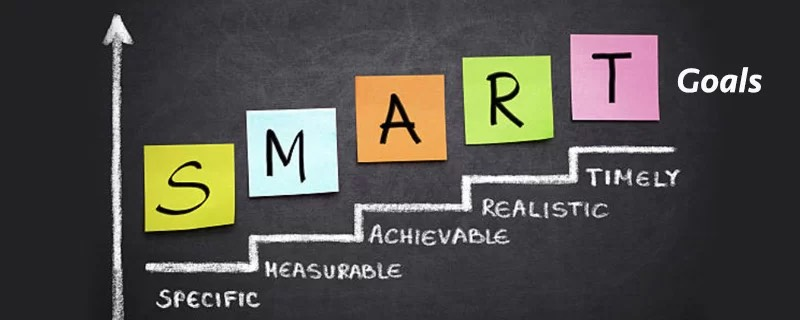 S M A R T Goals
SPECIFIC
MEASURABLE
ACHIEVABLE
REALISTIC
TIMELY